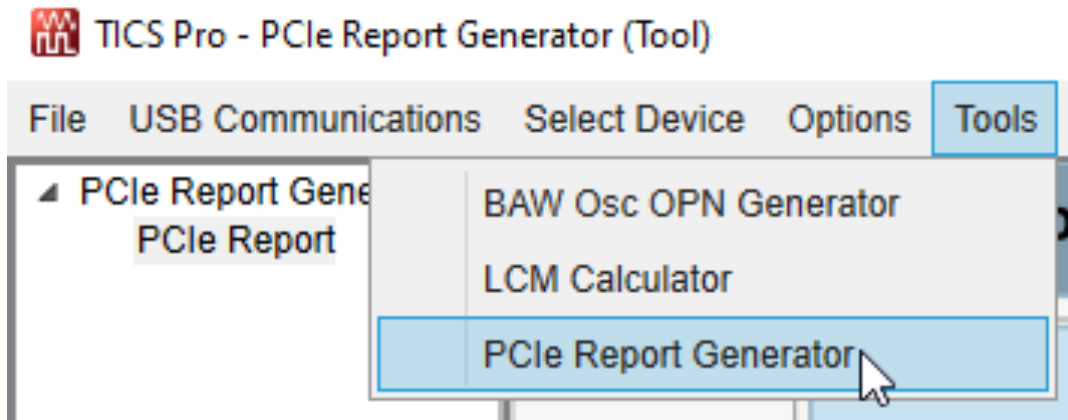 TICS Pro - PCIe Report Generator (Tool)
File USB Communications Select Device Options Tools
PCIe Report Gene
PCIe Report
BAW Osc OPN Generator
LCM Calculator
PCIe Report Generator